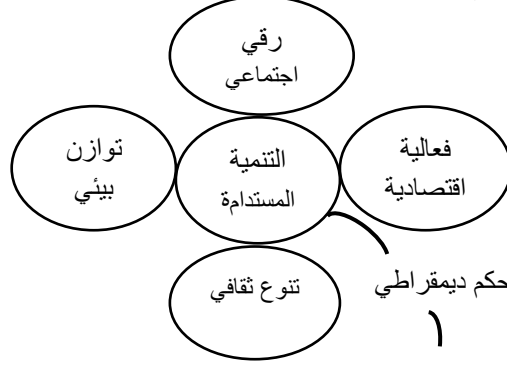 رقي
اجتماعي
فعالية
اقتصادية
التنمية
المستدامة
توازن
بيئي
تنوع ثقافي
حكم ديمقراطي